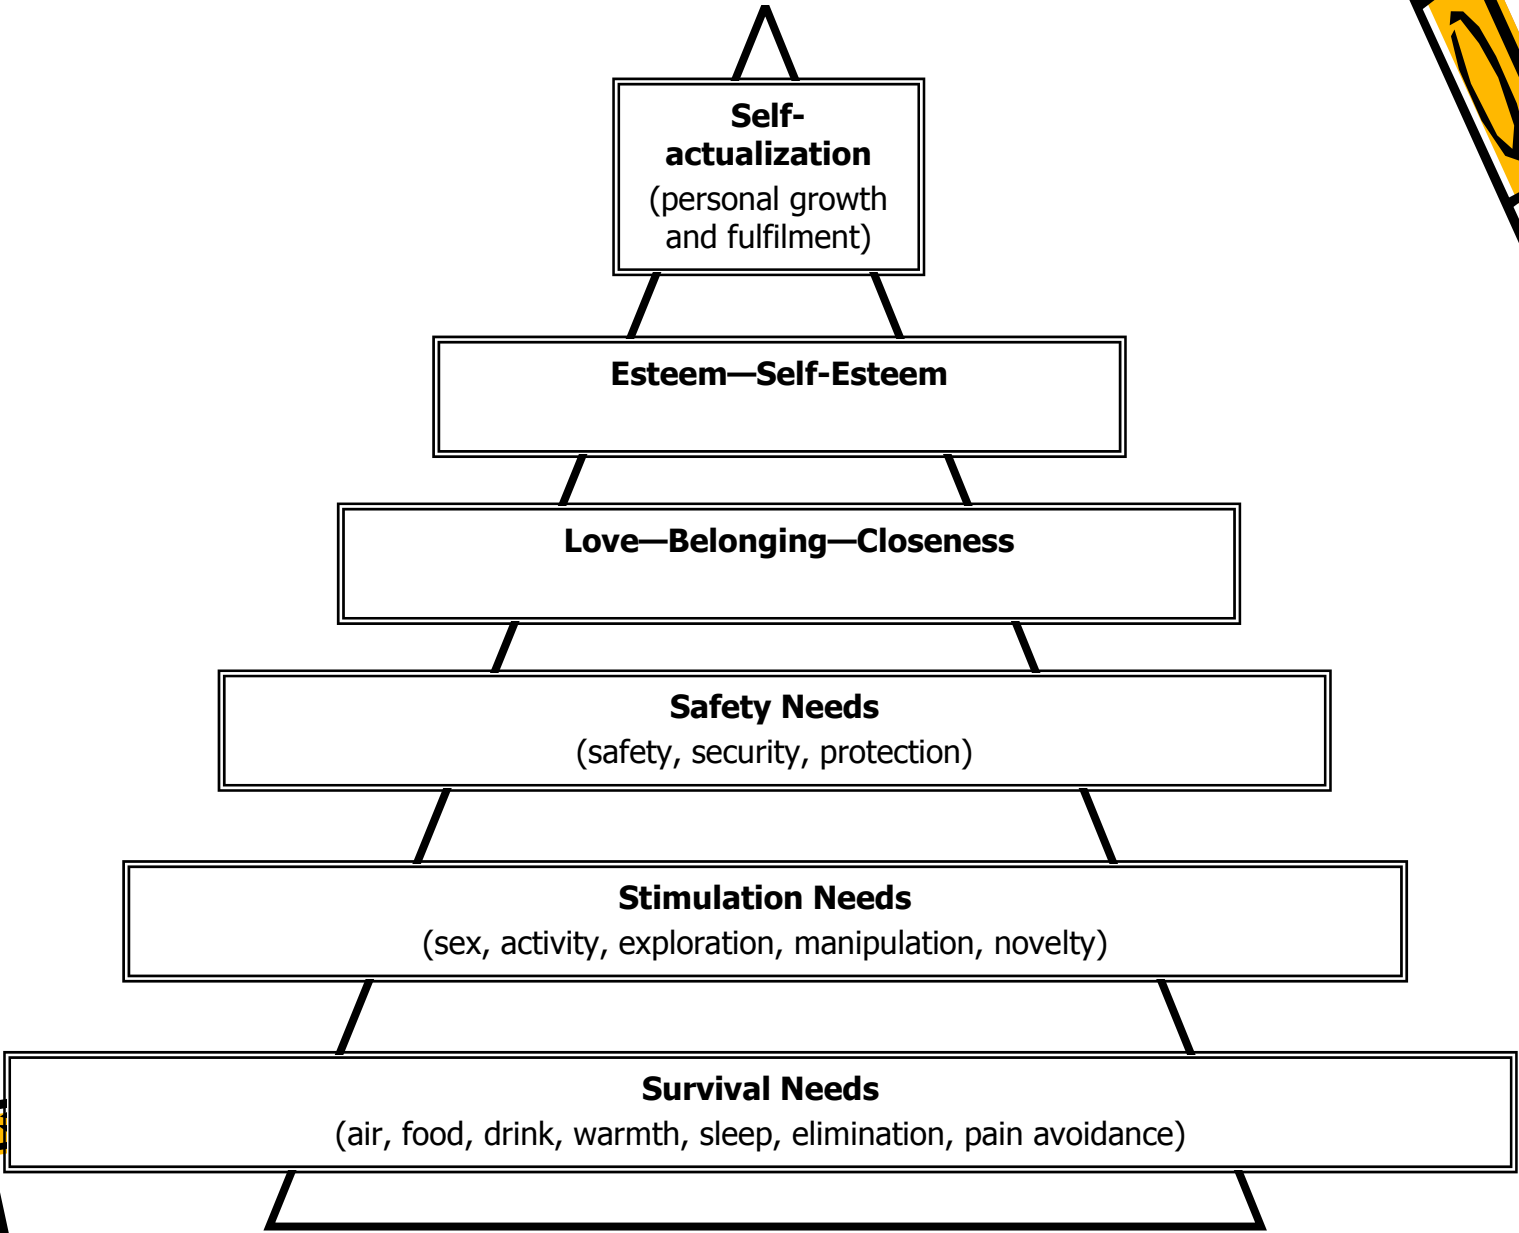 Self-
actualization
(personal growth
and fulfilment)
Esteem—Self-Esteem
Love—Belonging—Closeness
Safety Needs
(safety, security, protection)
Stimulation Needs
(sex, activity, exploration, manipulation, novelty)
Survival Needs
(air, food, drink, warmth, sleep, elimination, pain avoidance)